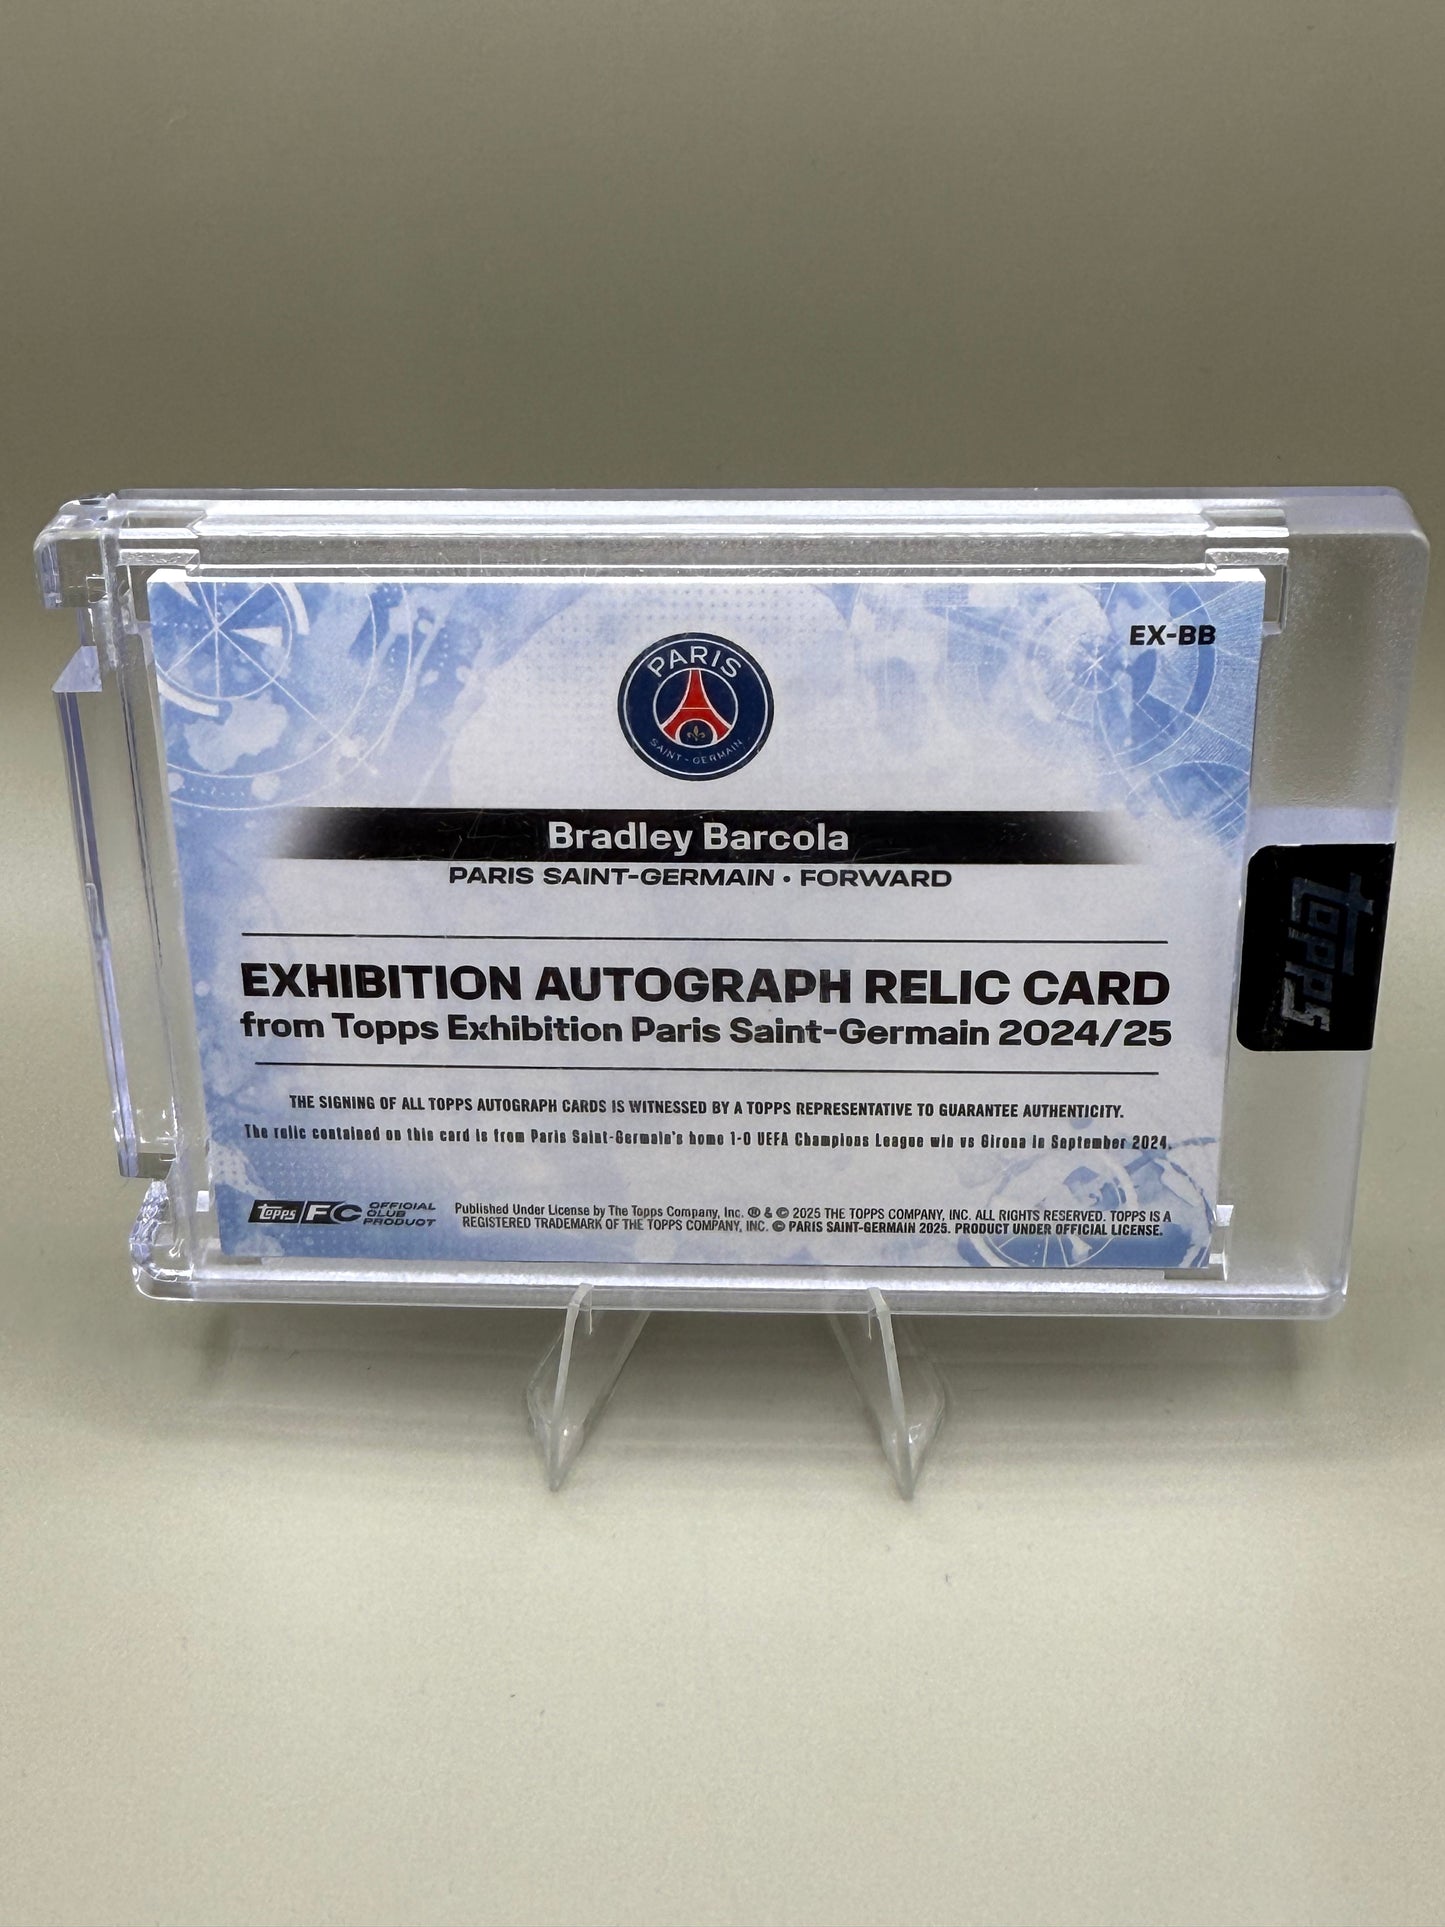 EX-BB
PARIS
SAINT-GERMAIN
Bradley Barcola
PARIS SAINT-GERMAIN • FORWARD
EXHIBITION AUTOGRAPH RELIC CARD
from Topps Exhibition Paris Saint-Germain 2024/25
THE SIGNING OF ALL TOPPS AUTOGRAPH CARDS IS WITNESSED BY A TOPPS REPRESENTATIVE TO GUARANTEE AUTHENTICITY.
The relic contained on this card is from Paris Saint-Germain's home 1-0 UEFA Champions League win vs Girona in September 2024.
topps FC OFFICIAL
CLUB
PRODUCT
Published Under License by The Topps Company, Inc. ® & © 2025 THE TOPPS COMPANY, INC. ALL RIGHTS RESERVED. TOPPS IS A
REGISTERED TRADEMARK OF THE TOPPS COMPANY, INC. © PARIS SAINT-GERMAIN 2025. PRODUCT UNDER OFFICIAL LICENSE.
topps